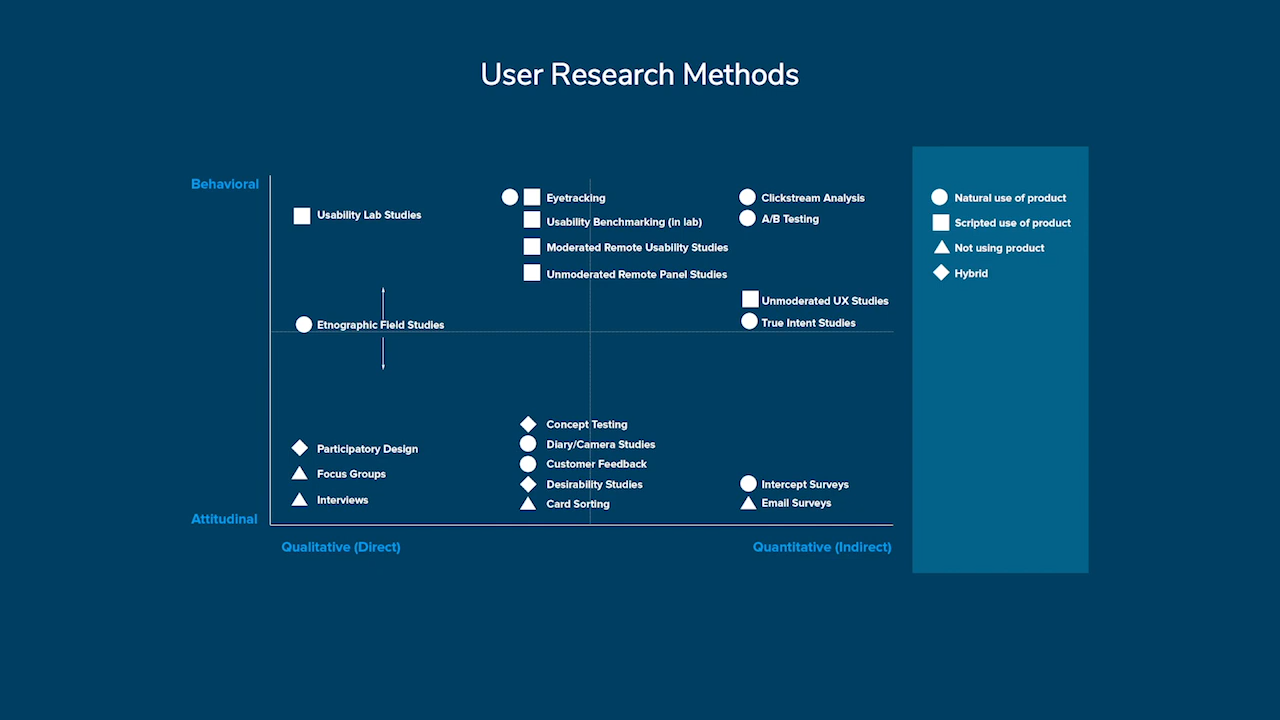 User Research Methods
Behavioral
Usability Lab Studies
Etnographic Field Studies
Participatory Design
Focus Groups
Interviews
Attitudinal
Eyetracking
Usability Benchmarking (in lab)
Moderated Remote Usability Studies
Unmoderated Remote Panel Studies
Concept Testing
Diary/Camera Studies
Customer Feedback
Desirability Studies
Card Sorting
Clickstream Analysis
A/B Testing
Unmoderated UX Studies
True Intent Studies
Intercept Surveys
Email Surveys
Qualitative (Direct)
Quantitative (Indirect)
Natural use of product
Scripted use of product
Not using product
Hybrid